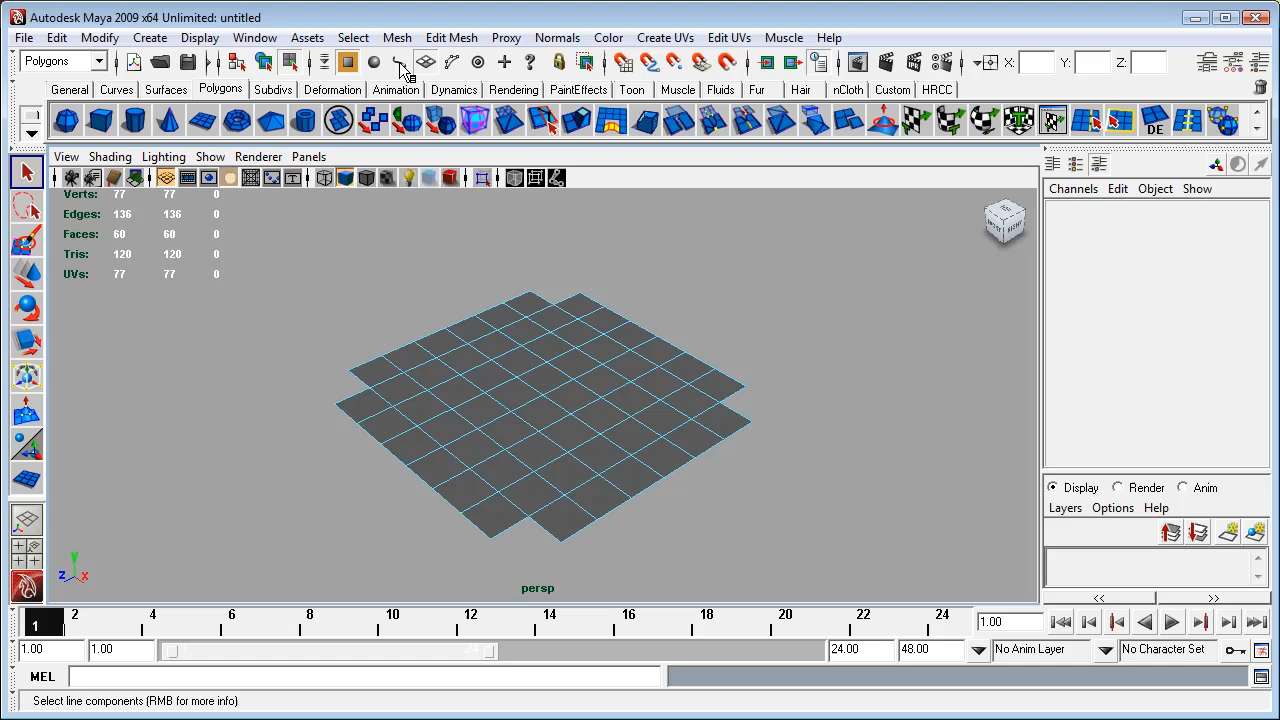 Autodesk Maya 2009 x64 Unlimited: untitled
File Edit Modify Create Display Window Assets Select Mesh Edit Mesh Proxy Normals Color Create UVs Edit UVs Muscle Help
Polygons X: Y: Z:
General Curves Surfaces Polygons Subdivs Deformation Animation Dynamics Rendering PaintEffects Toon Muscle Fluids Fur Hair nCloth Custom HRCC
DE
View Shading Lighting Show Renderer Panels
Channels Edit Object Show
Verts: 77 77 0
Edges: 136 136 0
Faces: 60 60 0
Tris: 120 120 0
UVs: 77 77 0
Display Render Anim
Layers Options Help
y
z x
persp
<< >>
1 2 4 6 8 10 12 14 16 18 20 22 24 1.00
1.00 1.00 1 24 24.00 48.00 No Anim Layer No Character Set
MEL
Select line components (RMB for more info)